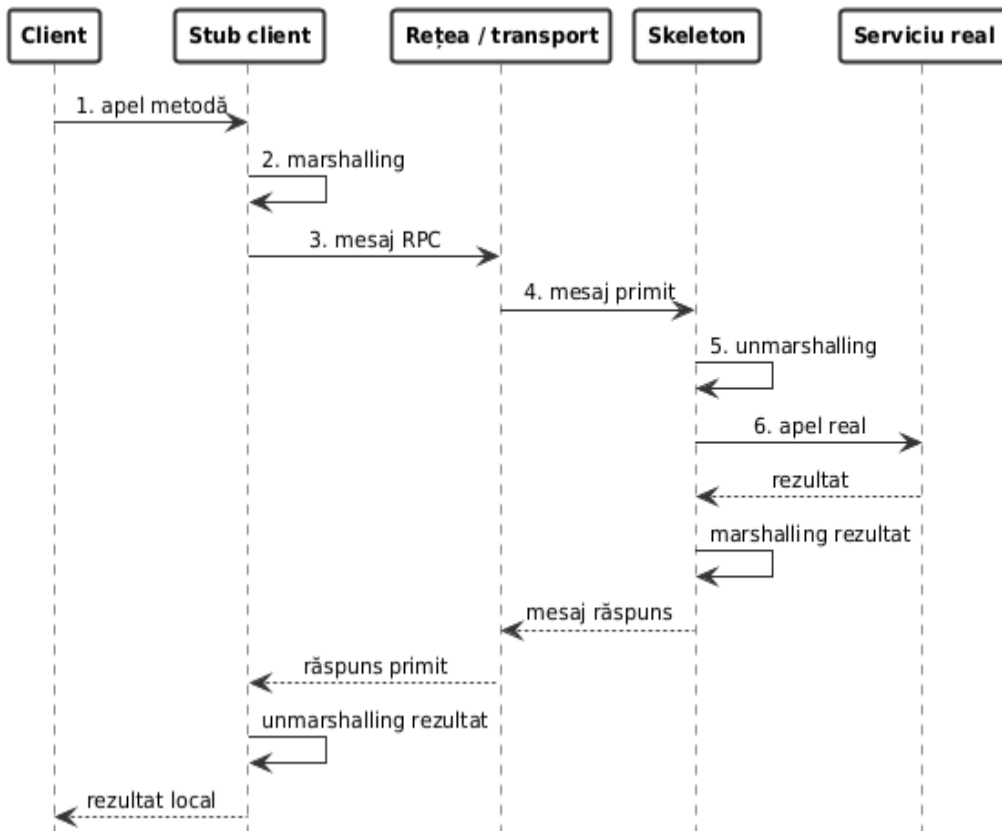 Client
Stub client
Rețea / transport
Skeleton
Serviciu real
1. apel metodă
2. marshalling
3. mesaj RPC
4. mesaj primit
5. unmarshalling
6. apel real
rezultat
marshalling rezultat
mesaj răspuns
răspuns primit
unmarshalling rezultat
rezultat local